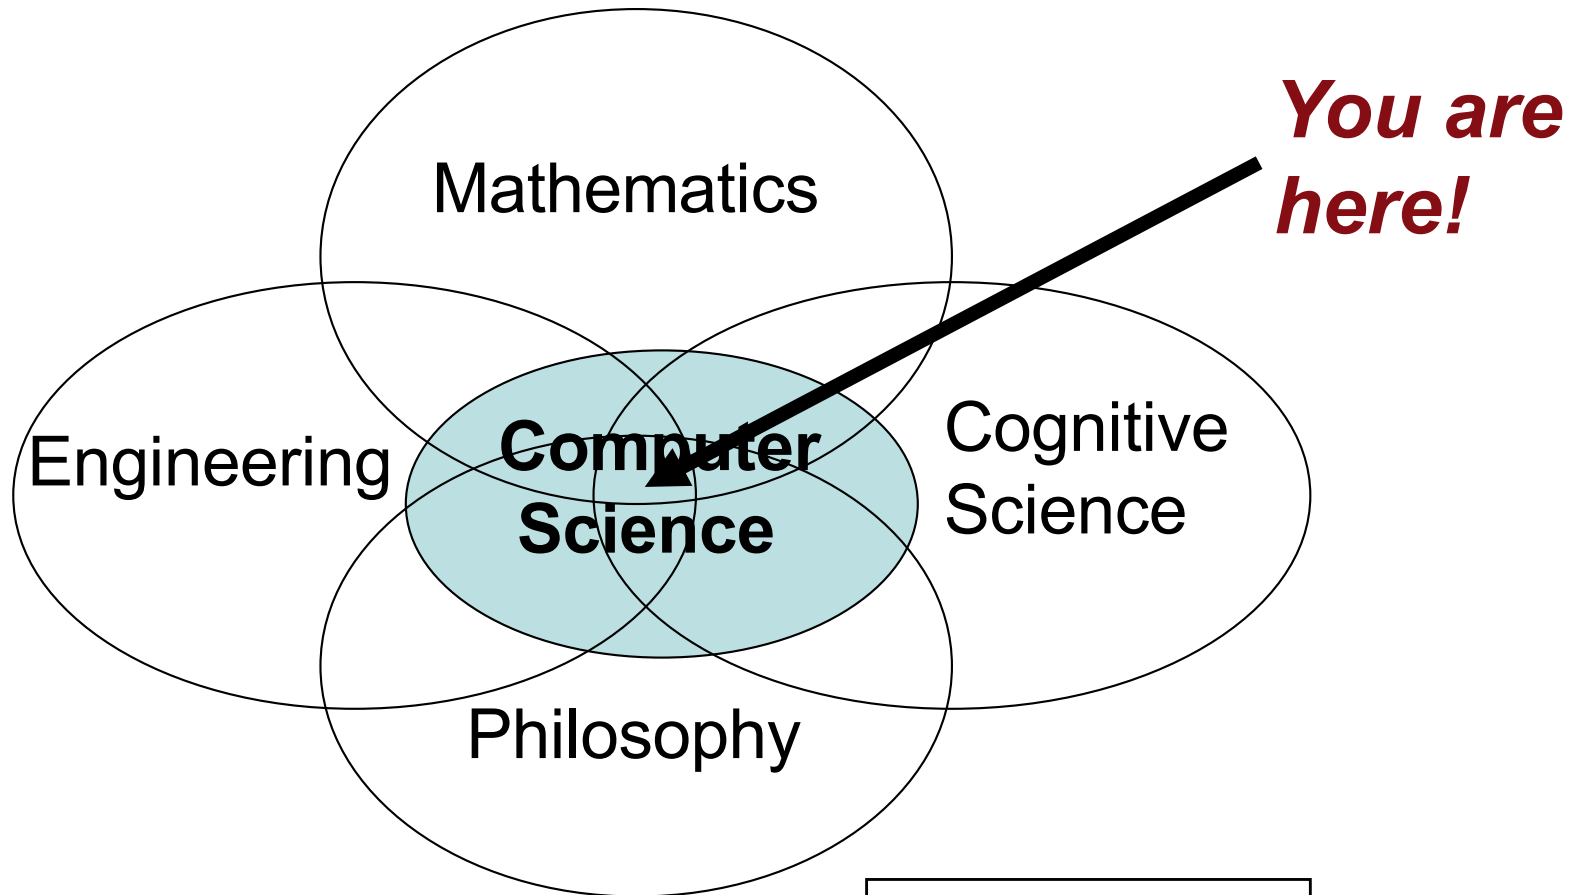 You are
here!
Mathematics
Engineering
Computer
Science
Cognitive
Science
Philosophy